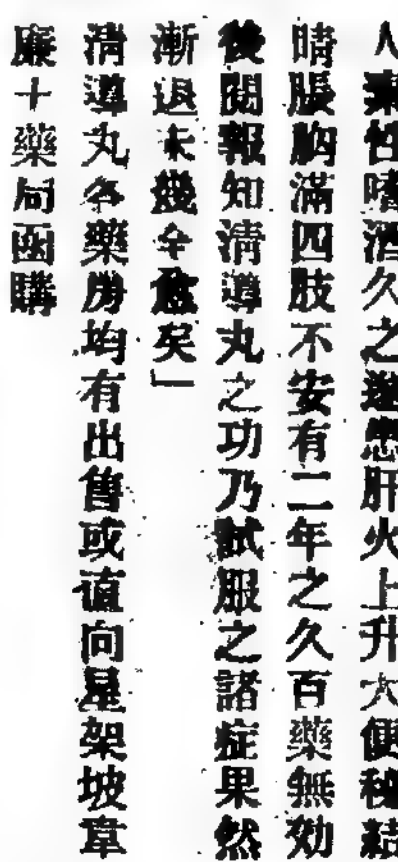 人素性嗜酒久之遂患肝火上升大便秘結
晴脹胸滿四肢不安有二年之久百藥無効
後閱報知清導丸之功乃試服之諸症果然
漸退未幾全愈矣」
清導丸各藥房均有出售或直向星架坡韋
廉士藥局函購